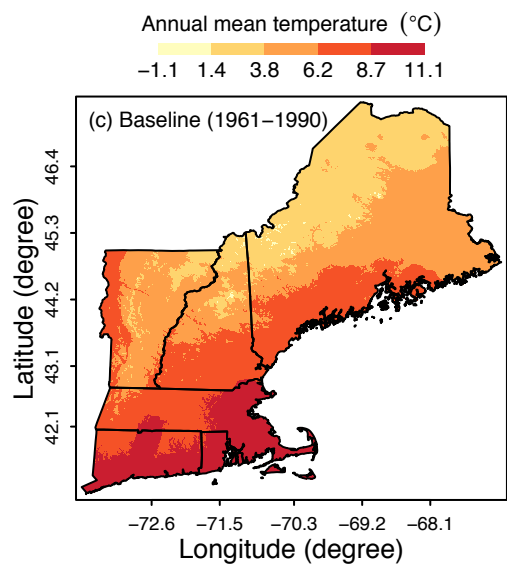 Annual mean temperature (°C)
−1.1 1.4 3.8 6.2 8.7 11.1
(c) Baseline (1961−1990)
Latitude (degree)
46.4
45.3
44.2
43.1
42.1
−72.6 −71.5 −70.3 −69.2 −68.1
Longitude (degree)